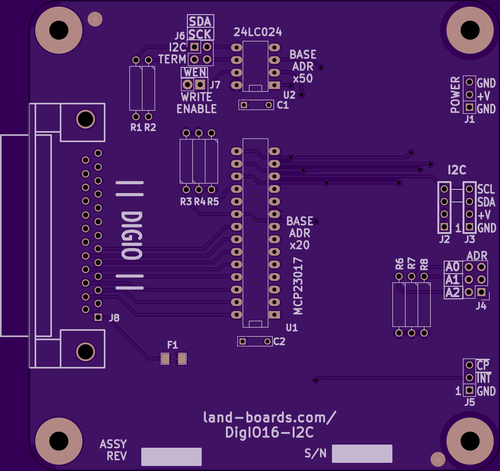 SDA
SCK
J6
I2C
TERM
24LC024
BASE
ADR
x50
U2
WEN
J7
WRITE
ENABLE
C1
R1 R2
POWER
GND
+V
GND
J1
I2C
SCL
SDA
+V
1 GND
J2 J3
R3 R4 R5
|| DIGIO ||
BASE
ADR
x20
MCP23017
U1
ADR
A0
A1
A2
J4
R6 R7 R8
J8
F1
C2
CP
INT
1 GND
J5
land-boards.com/
DigIO16-I2C
ASSY
REV
S/N